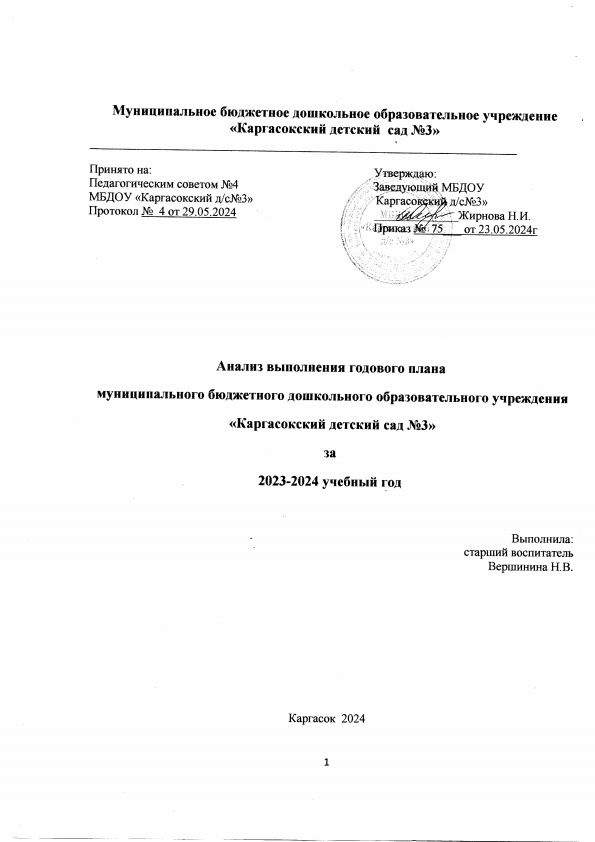 Муниципальное бюджетное дошкольное образовательное учреждение
«Каргасокский детский сад №3»
Принято на:
Педагогическим советом №4
МБДОУ «Каргасокский д/с№3»
Протокол № 4 от 29.05.2024
Утверждаю:
Заведующий МБДОУ
Каргасокский д/с№3»
Жирнова Н.И.
Приказ № 75 от 23.05.2024г
д/с №3»
Анализ выполнения годового плана
муниципального бюджетного дошкольного образовательного учреждения
«Каргасокский детский сад №3»
за
2023-2024 учебный год
Выполнила:
старший воспитатель
Вершинина Н.В.
Каргасок 2024
1